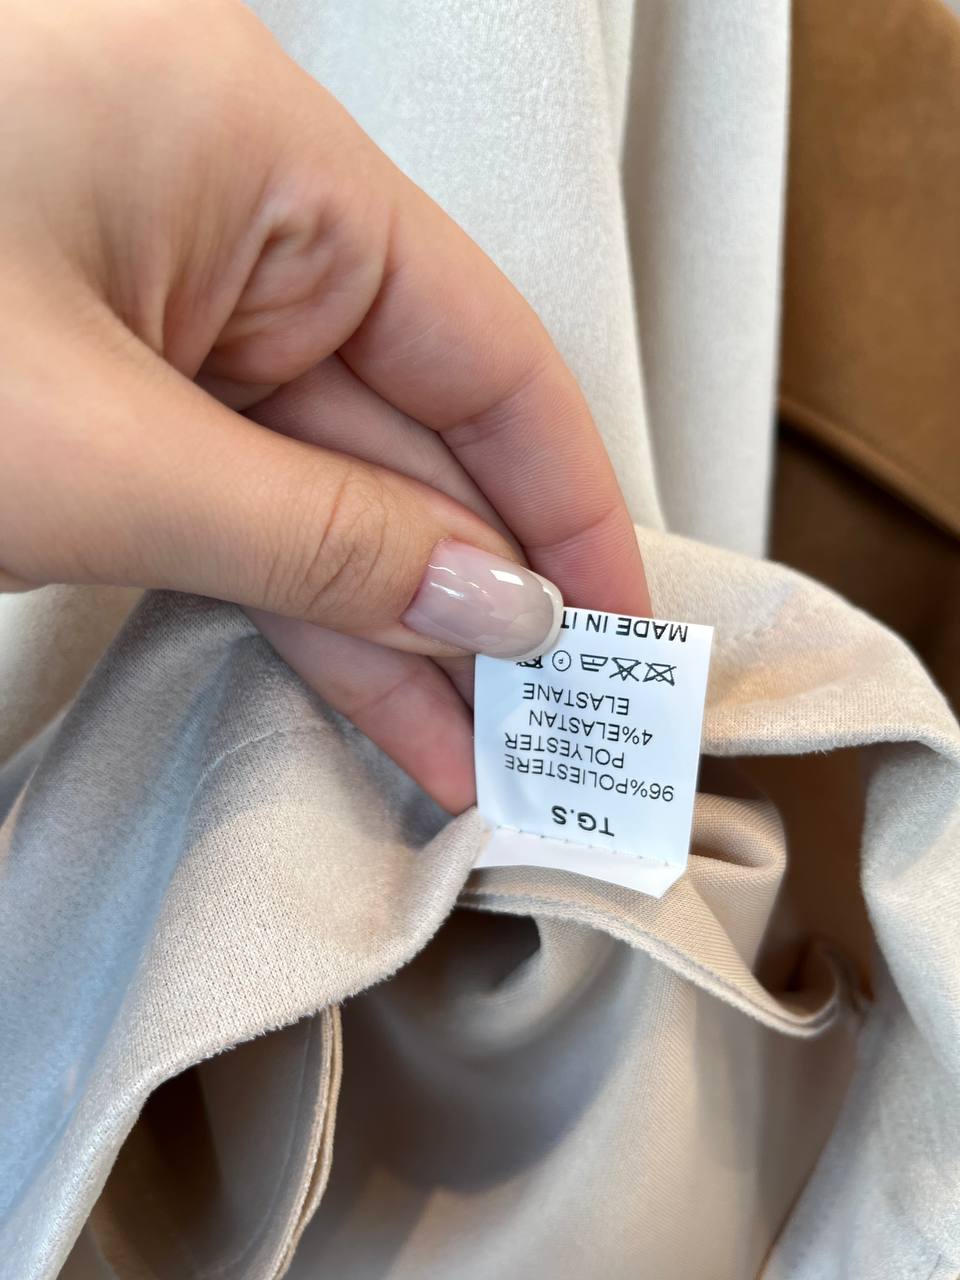 TG.S
96%POLIESTERE
POLYESTER
4%ELASTAN
ELASTANE
MADE IN